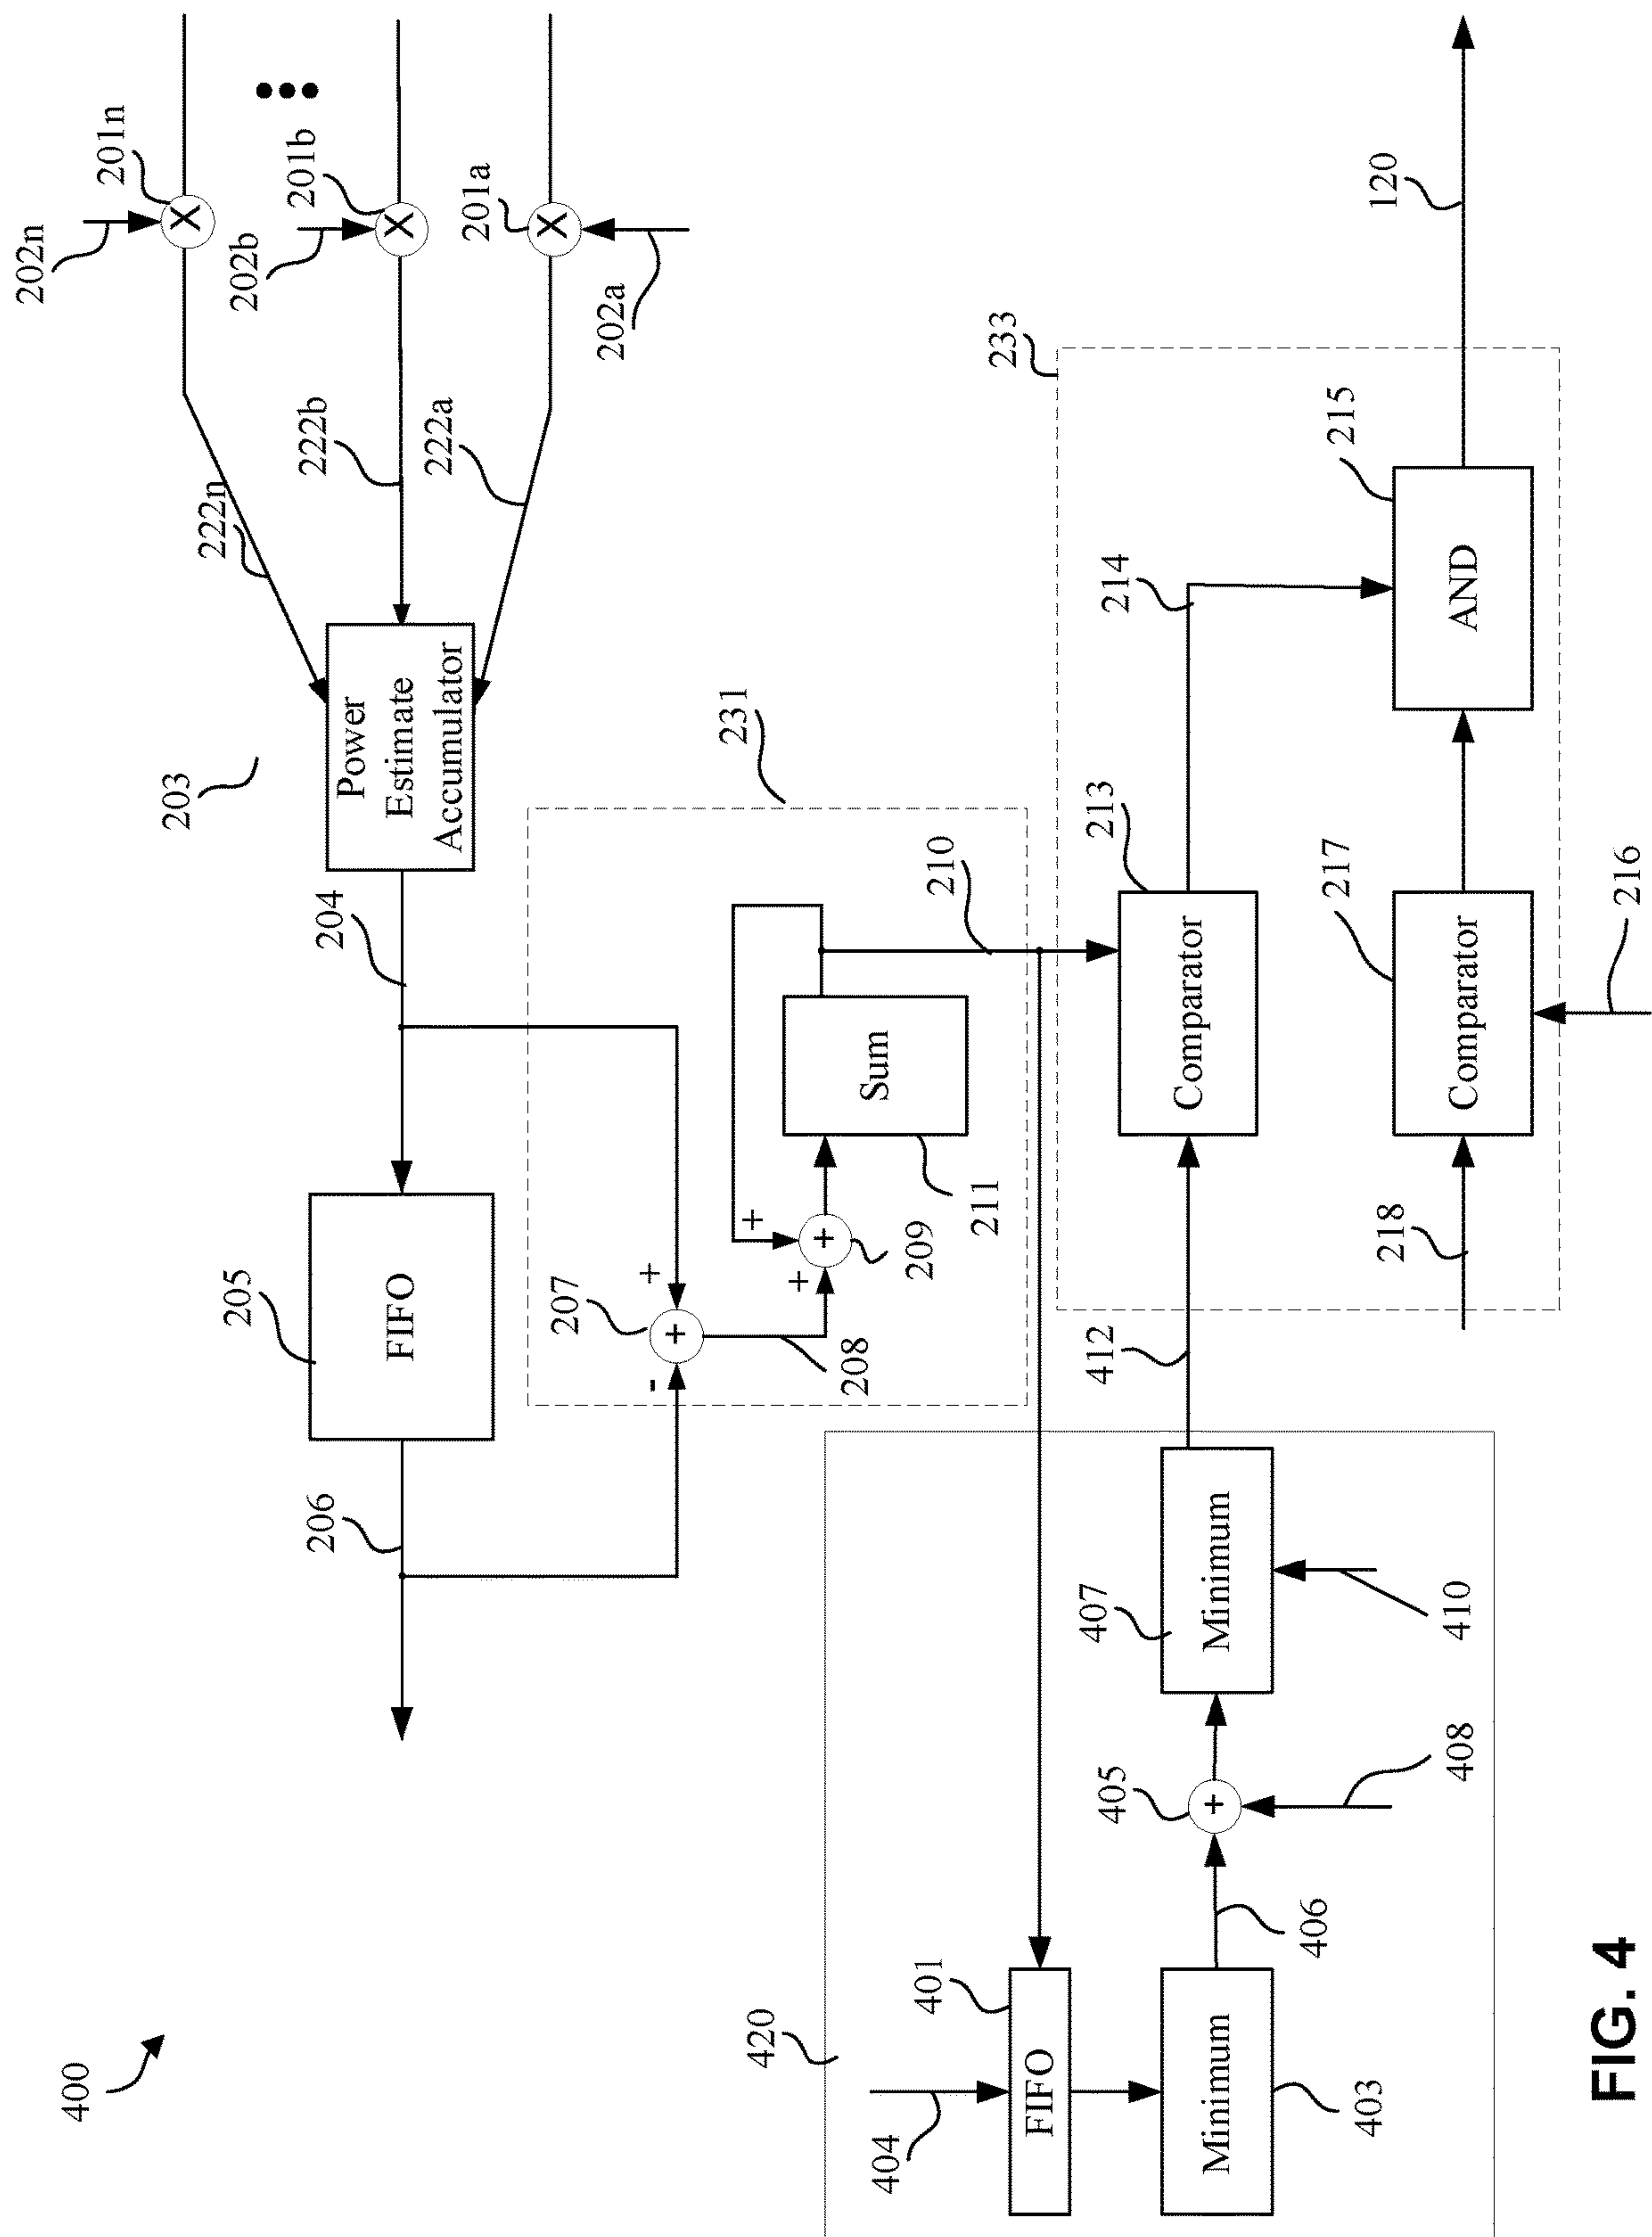 400
202n
201n
202b
201b
202a
201a
222n
222b
222a
203
Power
Estimate
Accumulator
204
205
FIFO
206
231
207
+
-
+
208
+
+
+
209
Sum
211
210
233
213
Comparator
214
215
AND
120
217
Comparator
216
218
412
420
404
401
FIFO
Minimum
403
406
405
+
408
407
Minimum
410
X
X
X
FIG. 4